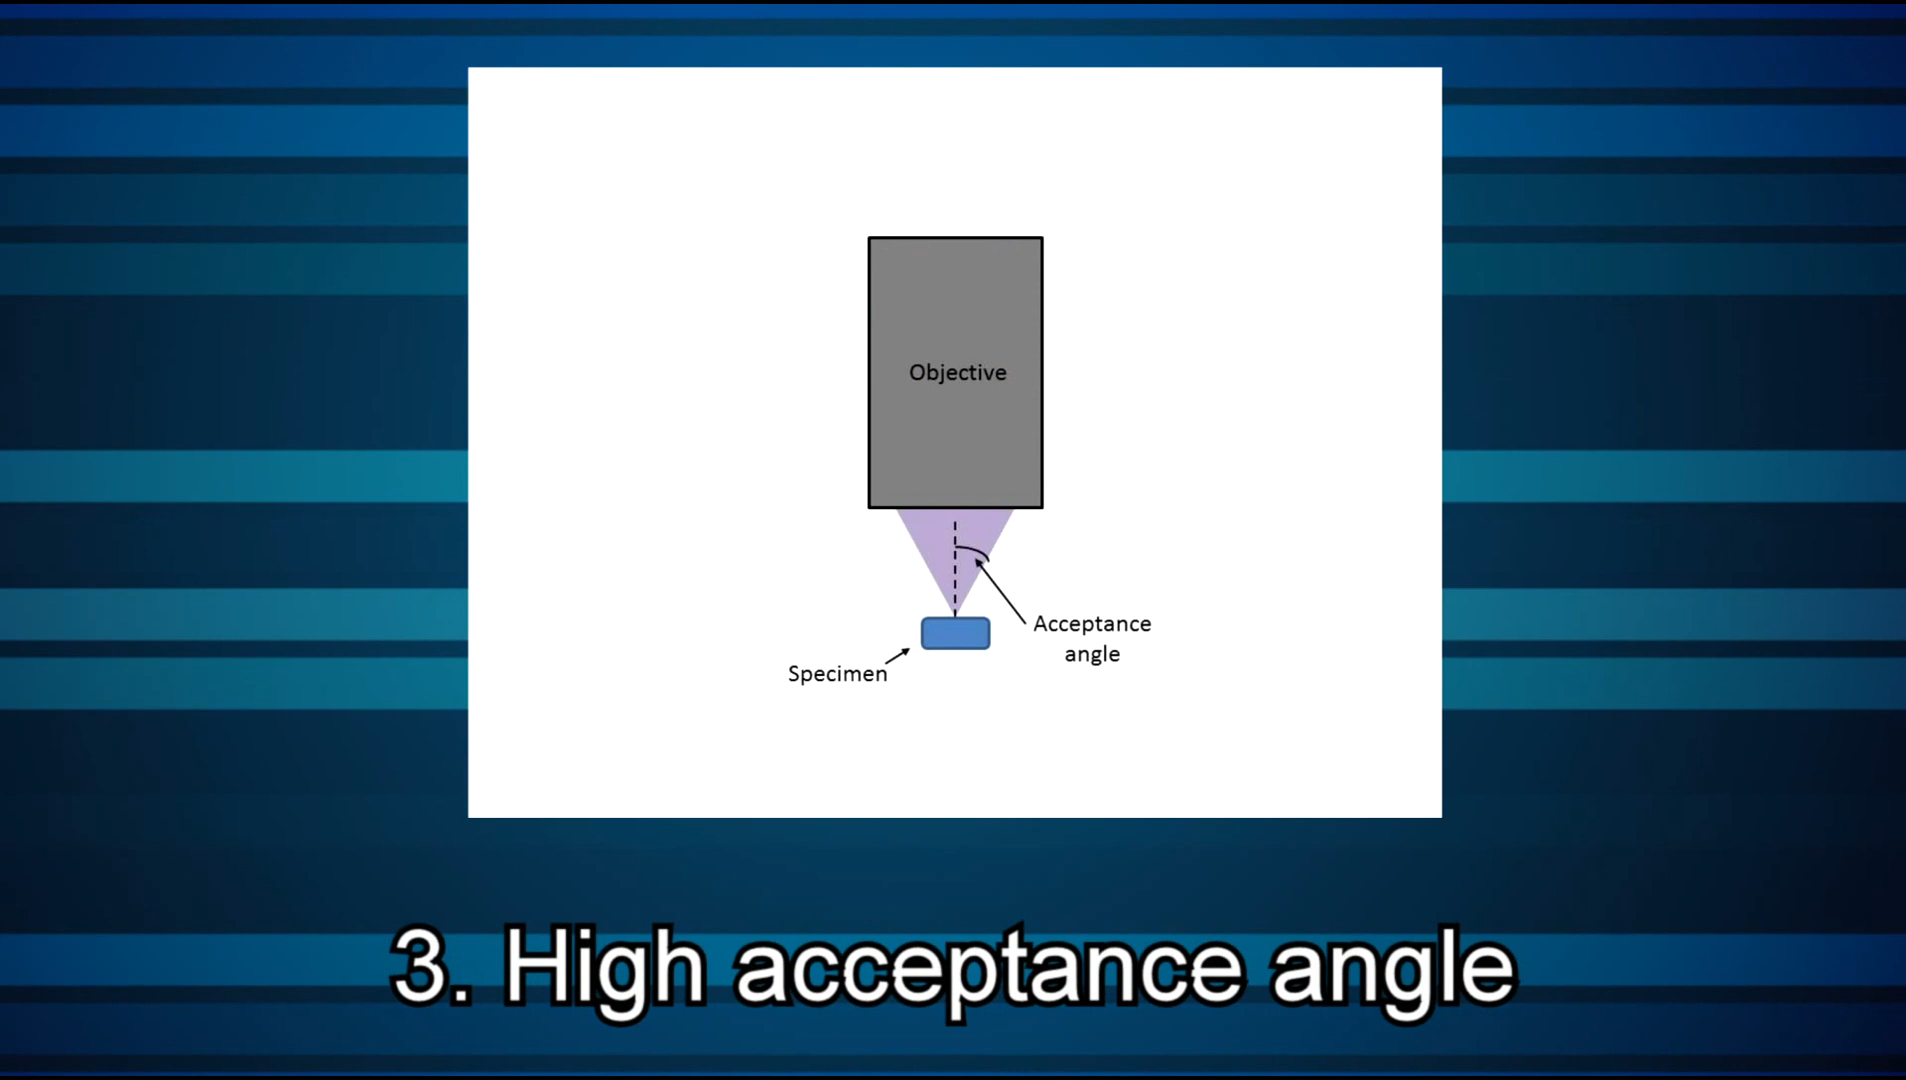 Objective
Acceptance
angle
Specimen
3. High acceptance angle